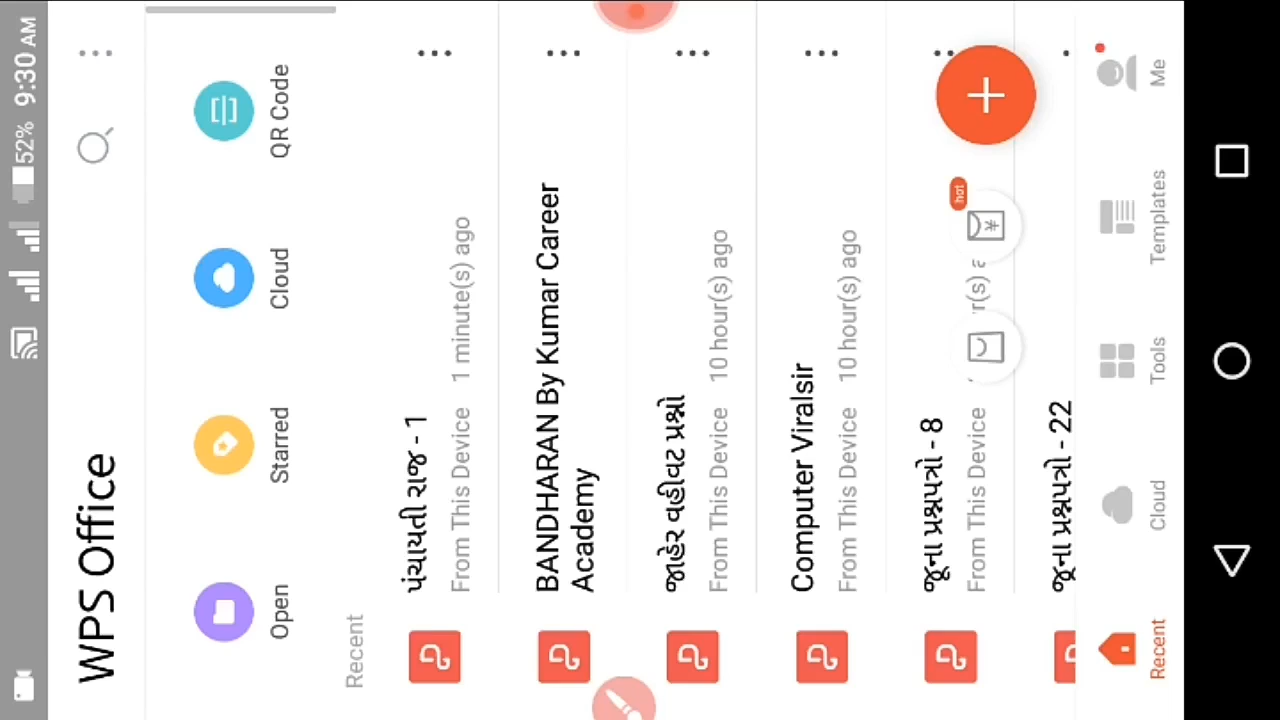 52% 9:30 AM
WPS Office
Open
Starred
Cloud
QR Code
Recent
પંચાયતી રાજ - 1
From This Device 1 minute(s) ago
BANDHARAN By Kumar Career
Academy
જાહેર વહીવટ પ્રશ્નો
From This Device 10 hour(s) ago
Computer Viralsir
From This Device 10 hour(s) ago
જૂના પ્રશ્નપત્રો - 8
From This Device
hot
જૂના પ્રશ્નપત્રો - 22
Recent
Cloud
Tools
Templates
Me